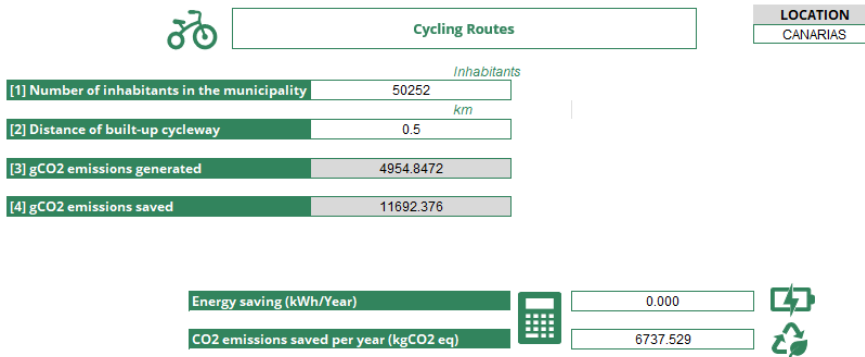 Cycling Routes
LOCATION
CANARIAS
Inhabitants
[1] Number of inhabitants in the municipality 50252
km
[2] Distance of built-up cycleway 0.5
[3] gCO2 emissions generated 4954.8472
[4] gCO2 emissions saved 11692.376
Energy saving (kWh/Year) 0.000
CO2 emissions saved per year (kgCO2 eq) 6737.529